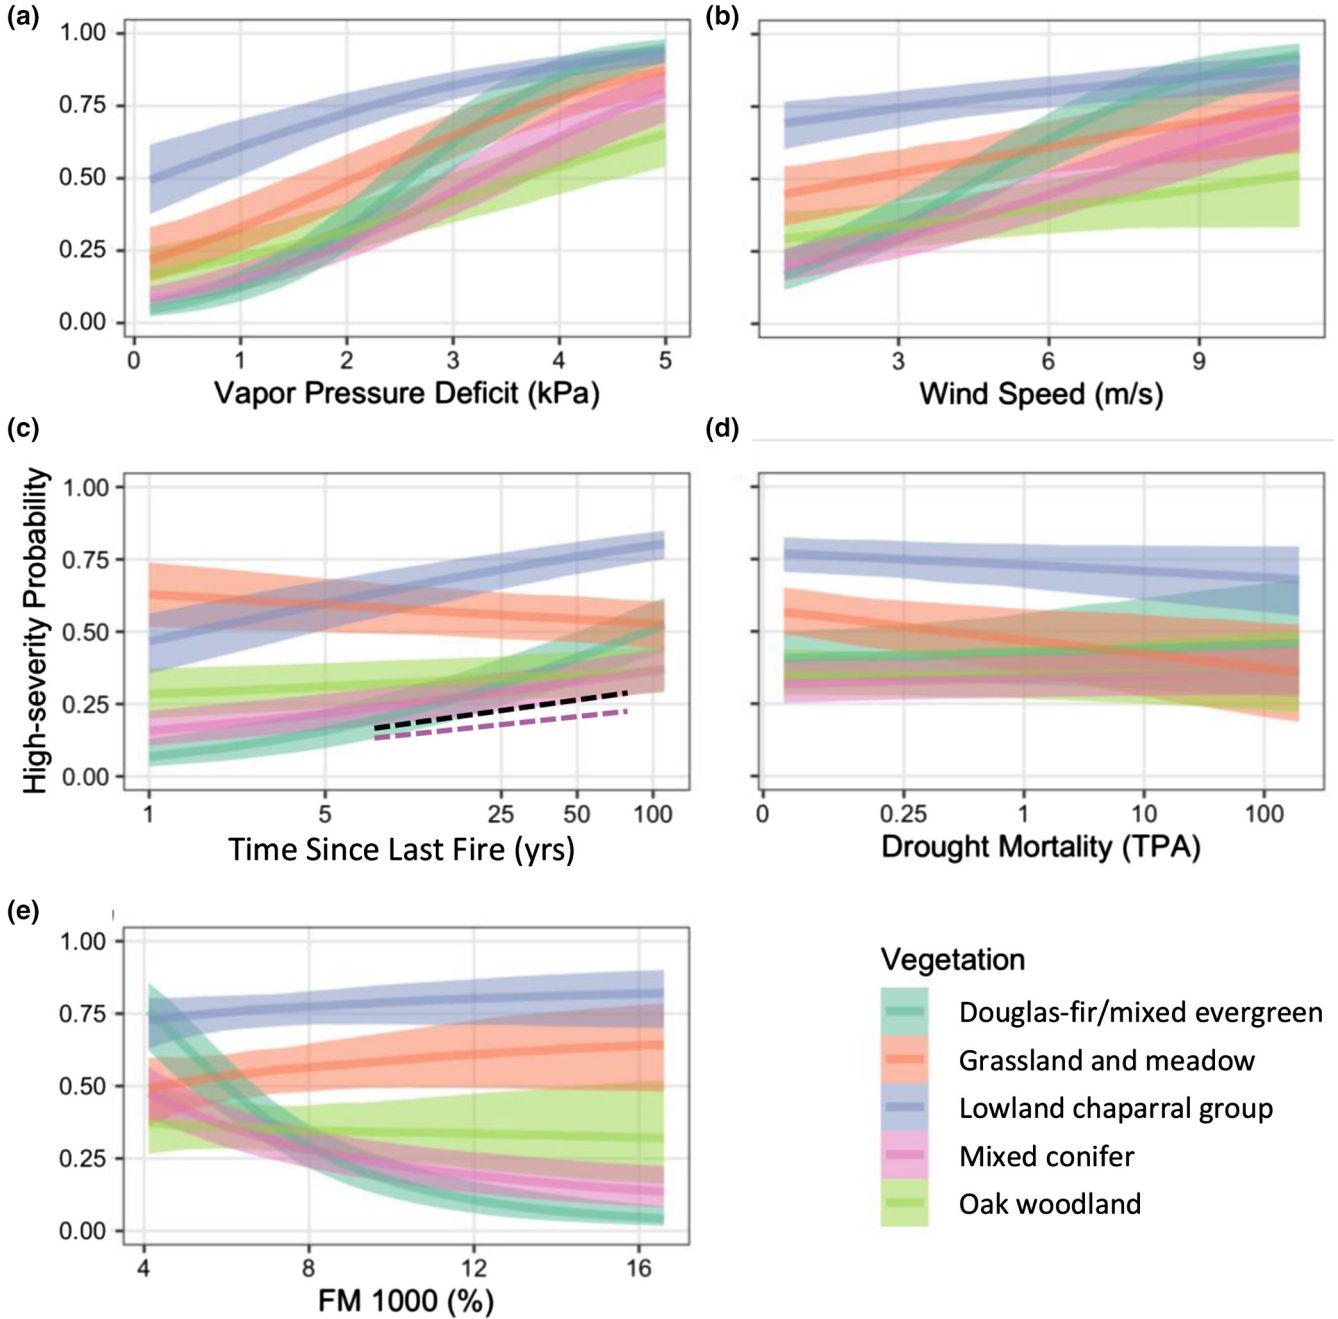 (a)
(b)
1.00
0.75
0.50
0.25
0.00
0 1 2 3 4 5
3 6 9
Vapor Pressure Deficit (kPa)
Wind Speed (m/s)
(c)
(d)
High-severity Probability
1.00
0.75
0.50
0.25
0.00
1 5 25 50 100
0 0.25 1 10 100
Time Since Last Fire (yrs)
Drought Mortality (TPA)
(e)
1.00
0.75
0.50
0.25
0.00
4 8 12 16
FM 1000 (%)
Vegetation
Douglas-fir/mixed evergreen
Grassland and meadow
Lowland chaparral group
Mixed conifer
Oak woodland